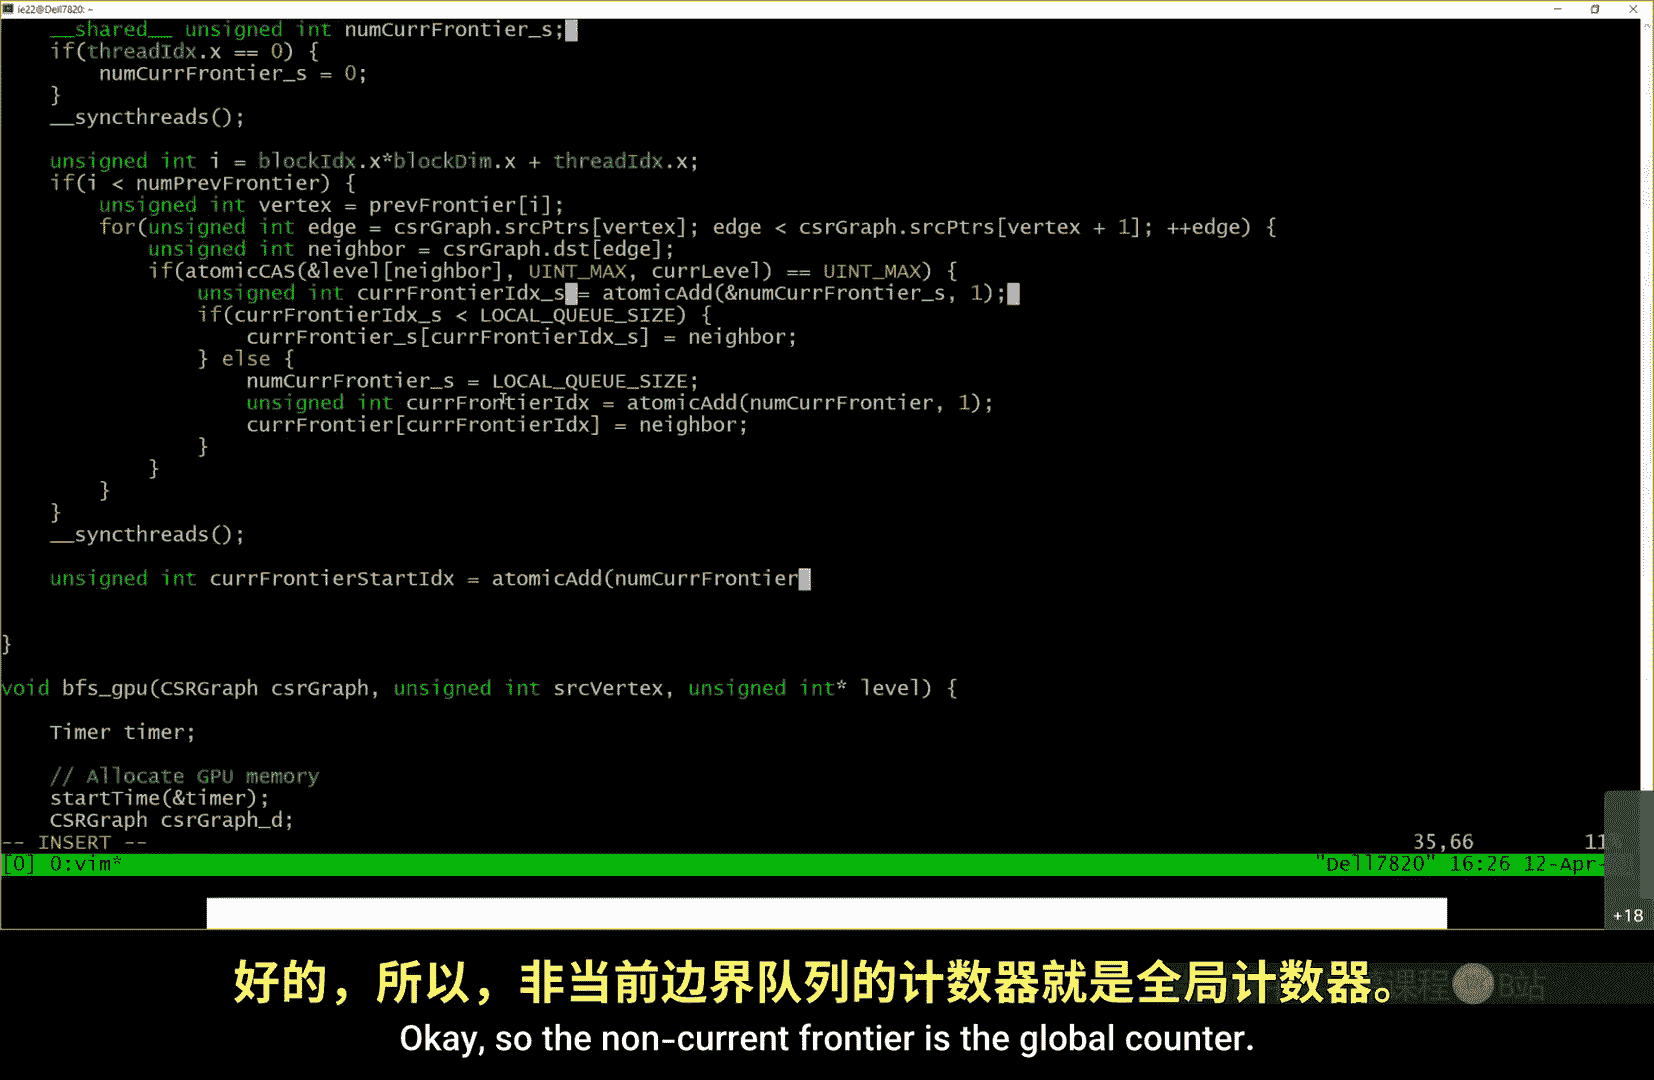 ie22@Dell7820: ~
__shared__ unsigned int numCurrFrontier_s;
if(threadIdx.x == 0) {
numCurrFrontier_s = 0;
}
__syncthreads();
unsigned int i = blockIdx.x*blockDim.x + threadIdx.x;
if(i < numPrevFrontier) {
unsigned int vertex = prevFrontier[i];
for(unsigned int edge = csrGraph.srcPtrs[vertex]; edge < csrGraph.srcPtrs[vertex + 1]; ++edge) {
unsigned int neighbor = csrGraph.dst[edge];
if(atomicCAS(&level[neighbor], UINT_MAX, currLevel) == UINT_MAX) {
unsigned int currFrontierIdx_s = atomicAdd(&numCurrFrontier_s, 1);
if(currFrontierIdx_s < LOCAL_QUEUE_SIZE) {
currFrontier_s[currFrontierIdx_s] = neighbor;
} else {
numCurrFrontier_s = LOCAL_QUEUE_SIZE;
unsigned int currFrontierIdx = atomicAdd(numCurrFrontier, 1);
currFrontier[currFrontierIdx] = neighbor;
}
}
}
}
__syncthreads();
unsigned int currFrontierStartIdx = atomicAdd(numCurrFrontier
}
void bfs_gpu(CSRGraph csrGraph, unsigned int srcVertex, unsigned int* level) {
Timer timer;
// Allocate GPU memory
startTime(&timer);
CSRGraph csrGraph_d;
-- INSERT -- 35,66 11
[0] 0:vim* "Dell7820" 16:26 12-Apr-
+18
好的，所以，非当前边界队列的计数器就是全局计数器。
课程 B站
Okay, so the non-current frontier is the global counter.